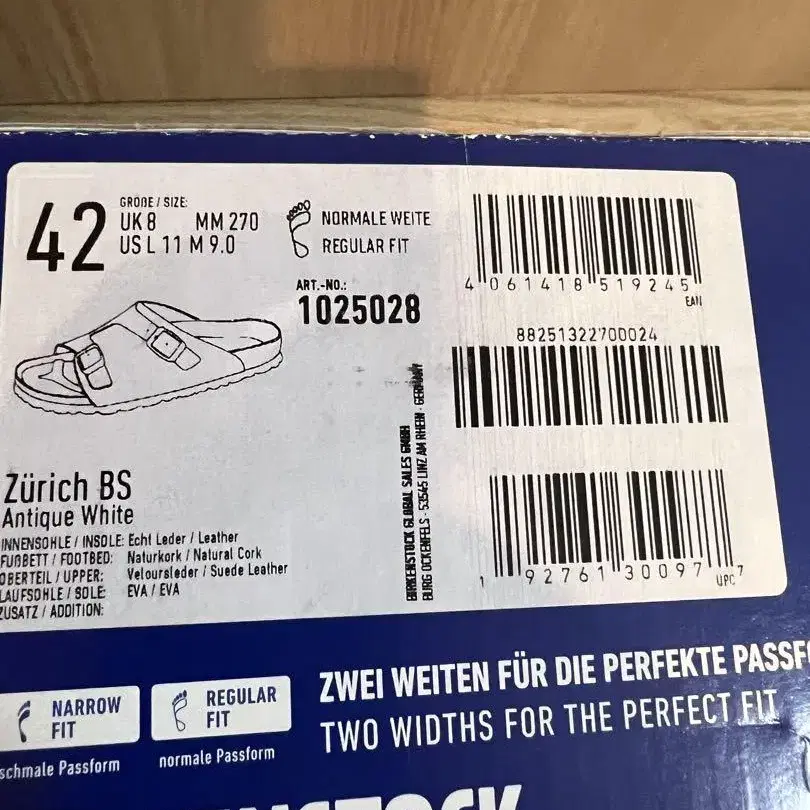 42
GRÖßE / SIZE:
UK 8 MM 270
US L 11 M 9.0
NORMALE WEITE
REGULAR FIT
ART.-NO.:
1025028
4 061418 519245
EAN
88251322700024
BIRKENSTOCK GLOBAL SALES GMBH
BURG OCKENFELS · 53545 LINZ AM RHEIN · GERMANY
1 92761 30097 7
UPC
Zürich BS
Antique White
INNENSOHLE / INSOLE: Echt Leder / Leather
FUßBETT / FOOTBED: Naturkork / Natural Cork
OBERTEIL / UPPER: Veloursleder / Suede Leather
LAUFSOHLE / SOLE: EVA / EVA
ZUSATZ / ADDITION:
NARROW
FIT
schmale Passform
REGULAR
FIT
normale Passform
ZWEI WEITEN FÜR DIE PERFEKTE PASSFO
TWO WIDTHS FOR THE PERFECT FIT